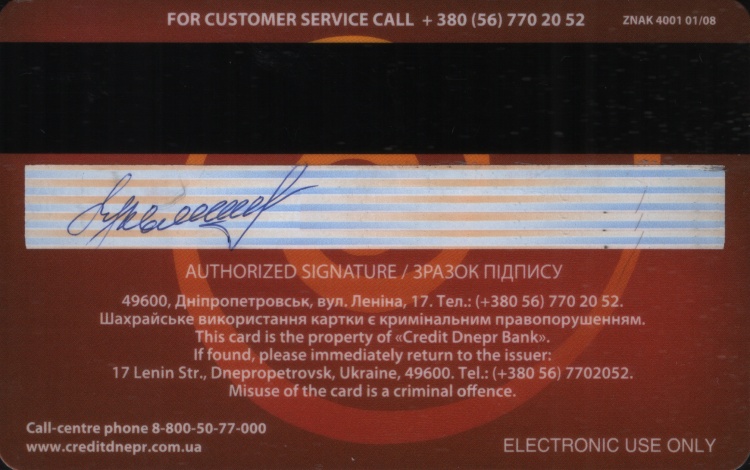 FOR CUSTOMER SERVICE CALL + 380 (56) 770 20 52
ZNAK 4001 01/08
AUTHORIZED SIGNATURE / ЗРАЗОК ПІДПИСУ
49600, Дніпропетровськ, вул. Леніна, 17. Тел.: (+380 56) 770 20 52.
Шахрайське використання картки є кримінальним правопорушенням.
This card is the property of «Credit Dnepr Bank».
If found, please immediately return to the issuer:
17 Lenin Str., Dnepropetrovsk, Ukraine, 49600. Tel.: (+380 56) 7702052.
Misuse of the card is a criminal offence.
Call-centre phone 8-800-50-77-000
www.creditdnepr.com.ua
ELECTRONIC USE ONLY